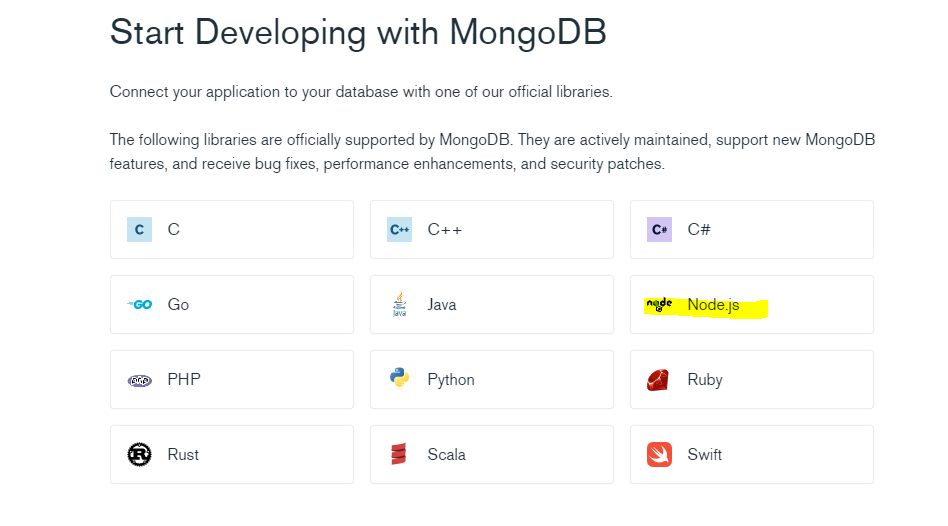 Start Developing with MongoDB
Connect your application to your database with one of our official libraries.
The following libraries are officially supported by MongoDB. They are actively maintained, support new MongoDB
features, and receive bug fixes, performance enhancements, and security patches.
C C C++ C++ C# C#
GO Go Java Java node Node.js
php PHP Python Ruby
R Rust Scala Swift